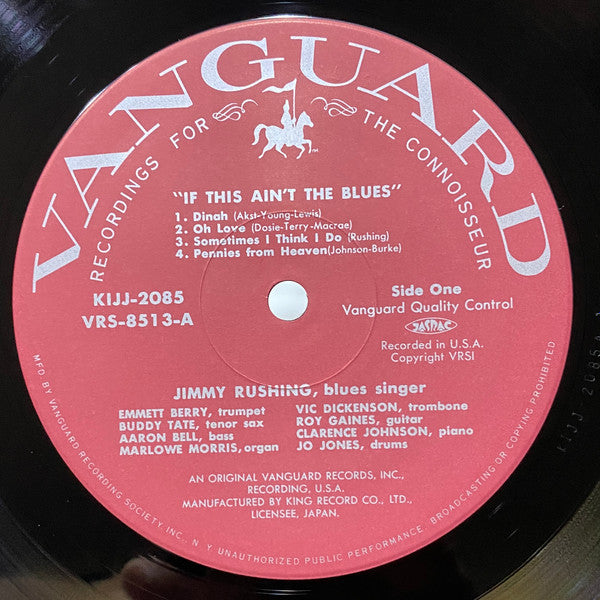 VANGUARD
RECORDINGS FOR THE CONNOISSEUR
TM
"IF THIS AIN'T THE BLUES"
1. Dinah (Akst-Young-Lewis)
2. Oh Love (Dosie-Terry-Macrae)
3. Sometimes I Think I Do (Rushing)
4. Pennies from Heaven(Johnson-Burke)
KIJJ-2085
VRS-8513-A
Side One
Vanguard Quality Control
JASRAC
Recorded in U.S.A.
Copyright VRSI
JIMMY RUSHING, blues singer
EMMETT BERRY, trumpet
BUDDY TATE, tenor sax
AARON BELL, bass
MARLOWE MORRIS, organ
VIC DICKENSON, trombone
ROY GAINES, guitar
CLARENCE JOHNSON, piano
JO JONES, drums
AN ORIGINAL VANGUARD RECORDS, INC.,
RECORDING, U.S.A.
MANUFACTURED BY KING RECORD CO., LTD.,
LICENSEE, JAPAN.
MFD. BY VANGUARD RECORDING SOCIETY INC. N. Y. UNAUTHORIZED PUBLIC PERFORMANCE, BROADCASTING OR COPYING PROHIBITED.